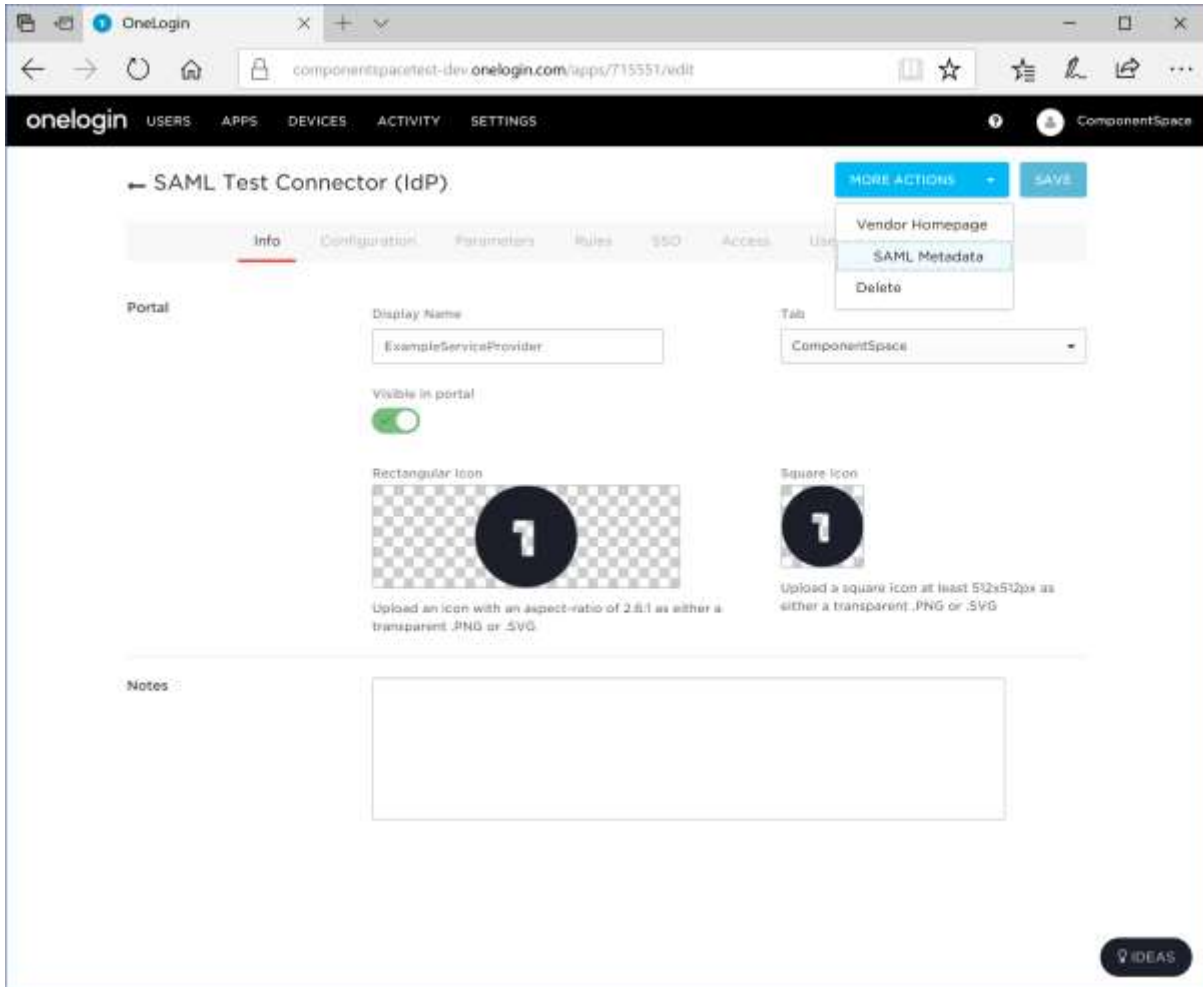 OneLogin
componentspacetest-dev.onelogin.com/apps/715551/edit
onelogin USERS APPS DEVICES ACTIVITY SETTINGS ComponentSpace
SAML Test Connector (IdP)
MORE ACTIONS SAVE
Vendor Homepage
SAML Metadata
Delete
Info Configuration Parameters Rules SSO Access Use
Portal
Display Name
ExampleServiceProvider
Tab
ComponentSpace
Visible in portal
Rectangular Icon
Upload an icon with an aspect-ratio of 2.6:1 as either a
transparent .PNG or .SVG
Square Icon
Upload a square icon at least 512x512px as
either a transparent .PNG or .SVG
Notes
IDEAS